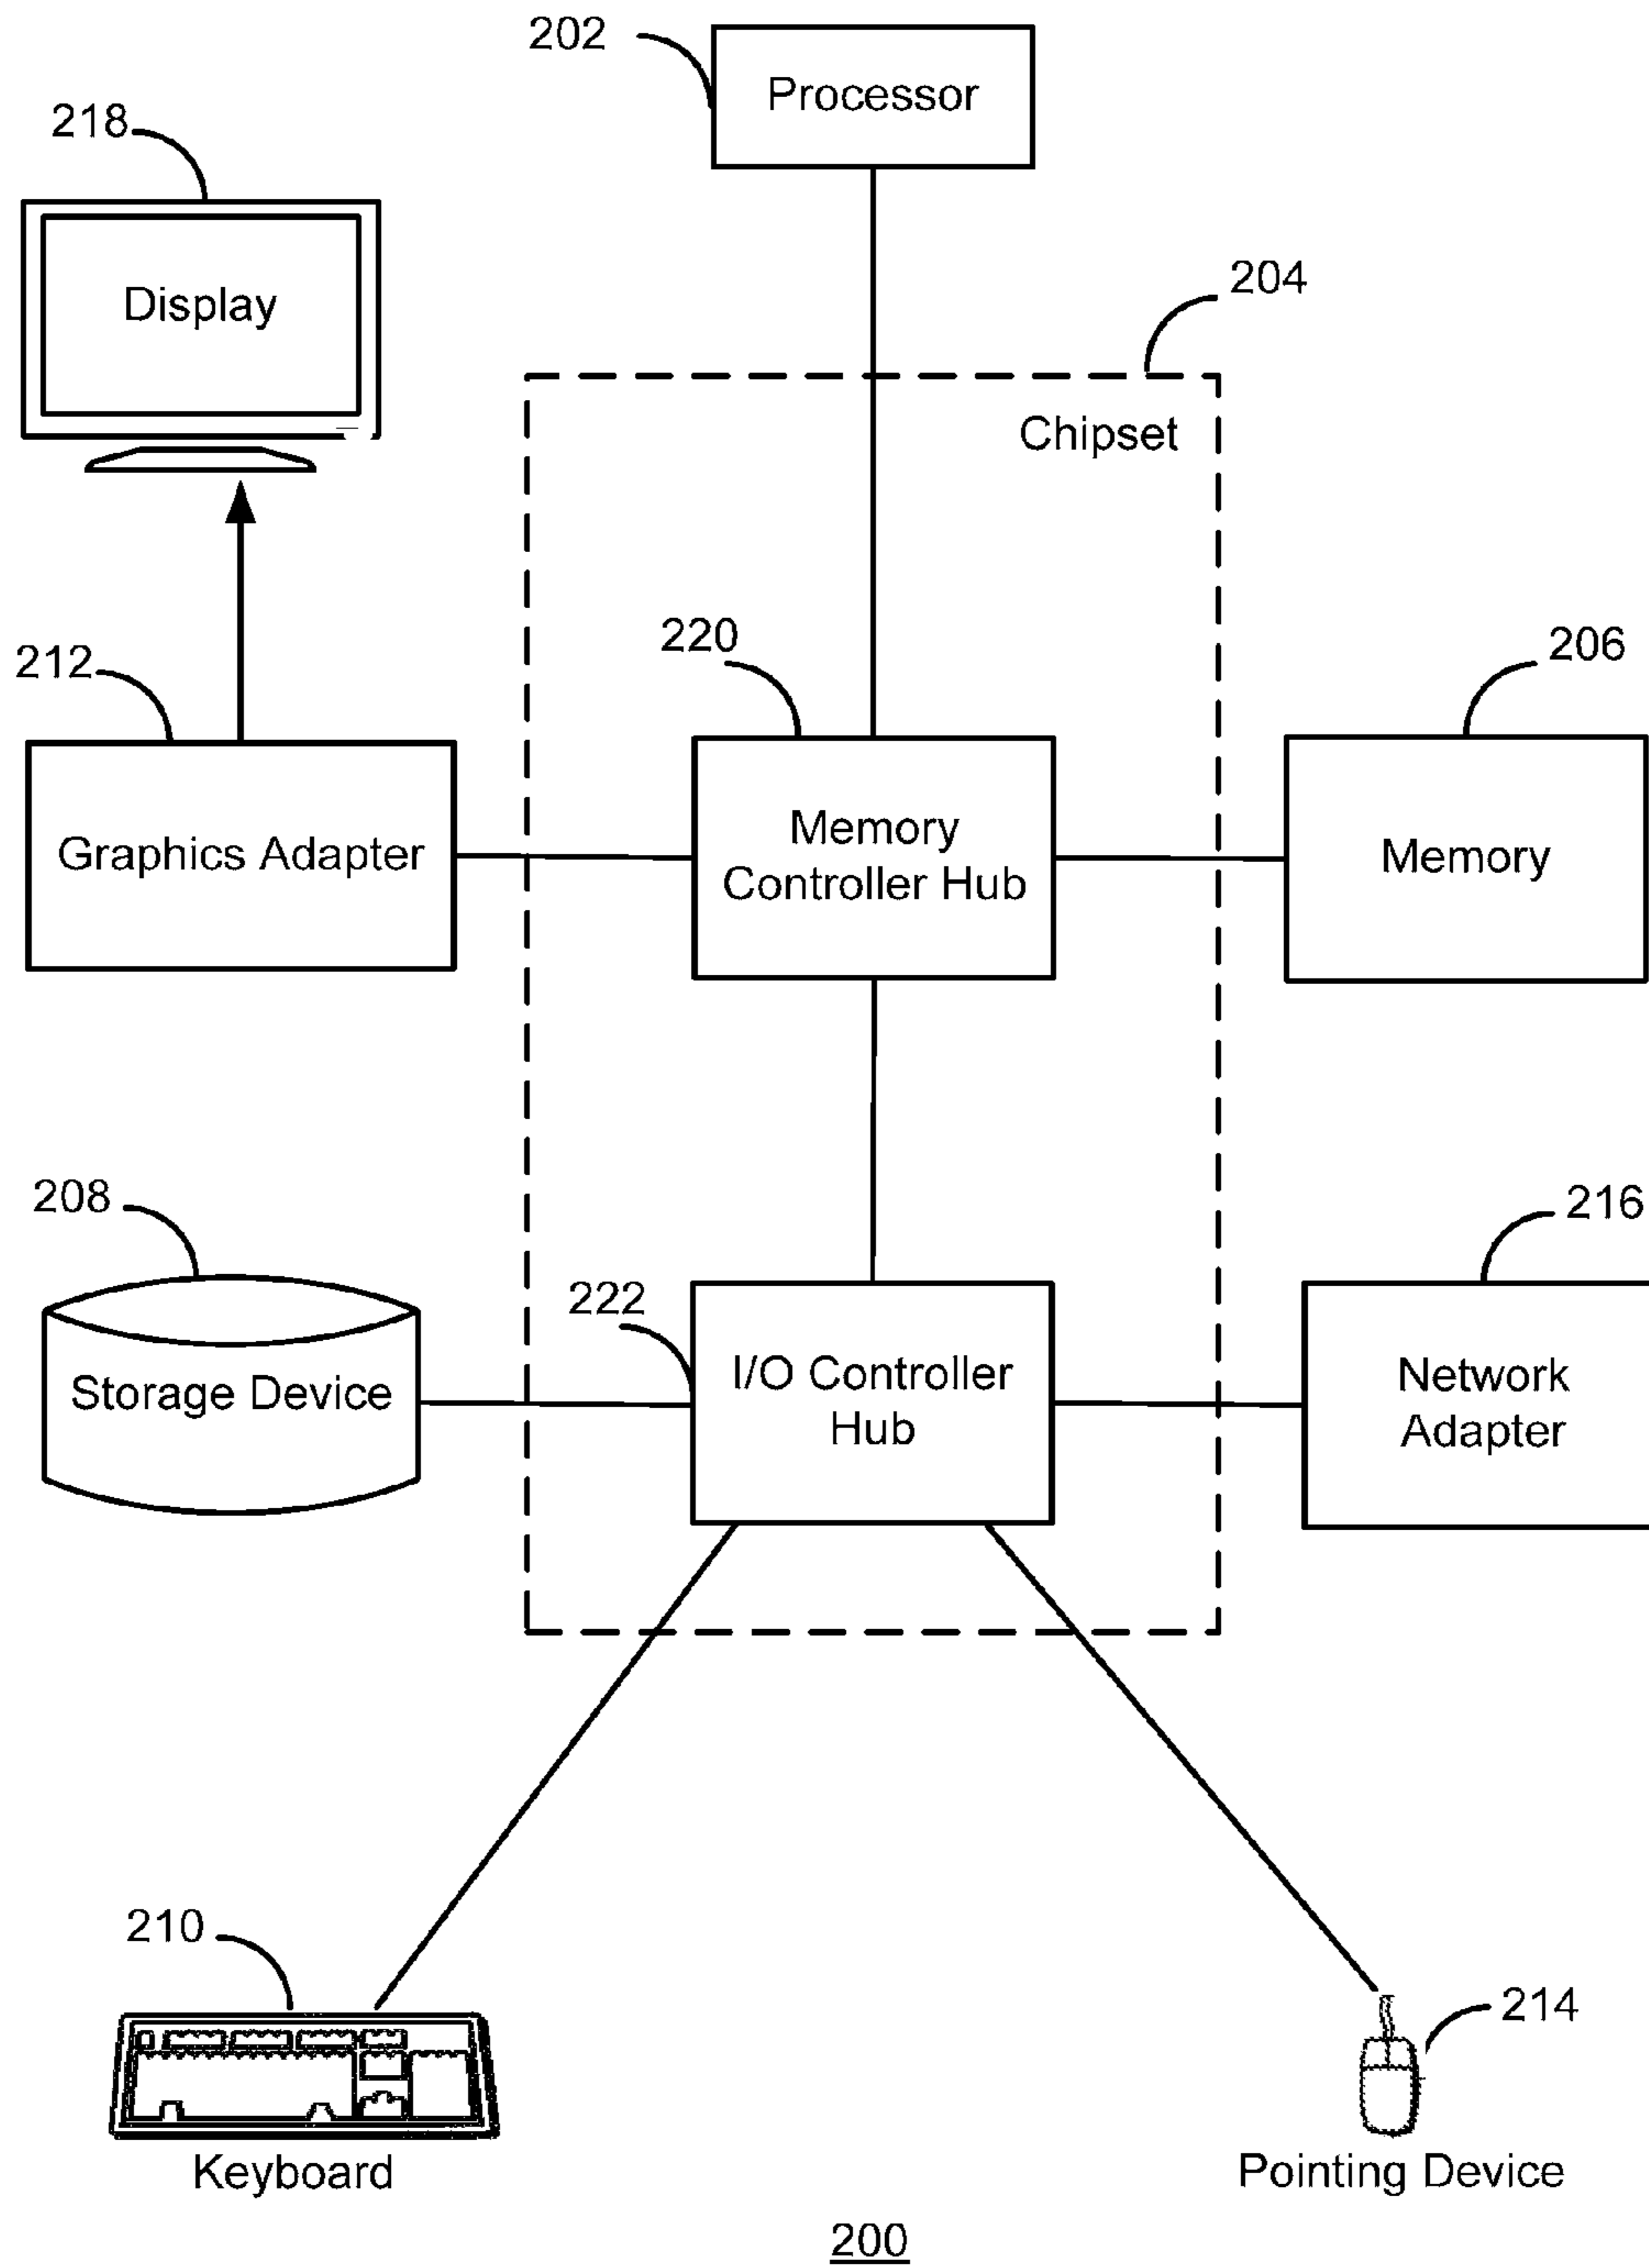 202
Processor
218
Display
204
Chipset
212
220
206
Graphics Adapter
Memory
Controller Hub
Memory
208
216
222
Storage Device
I/O Controller
Hub
Network
Adapter
210
214
Keyboard
Pointing Device
200